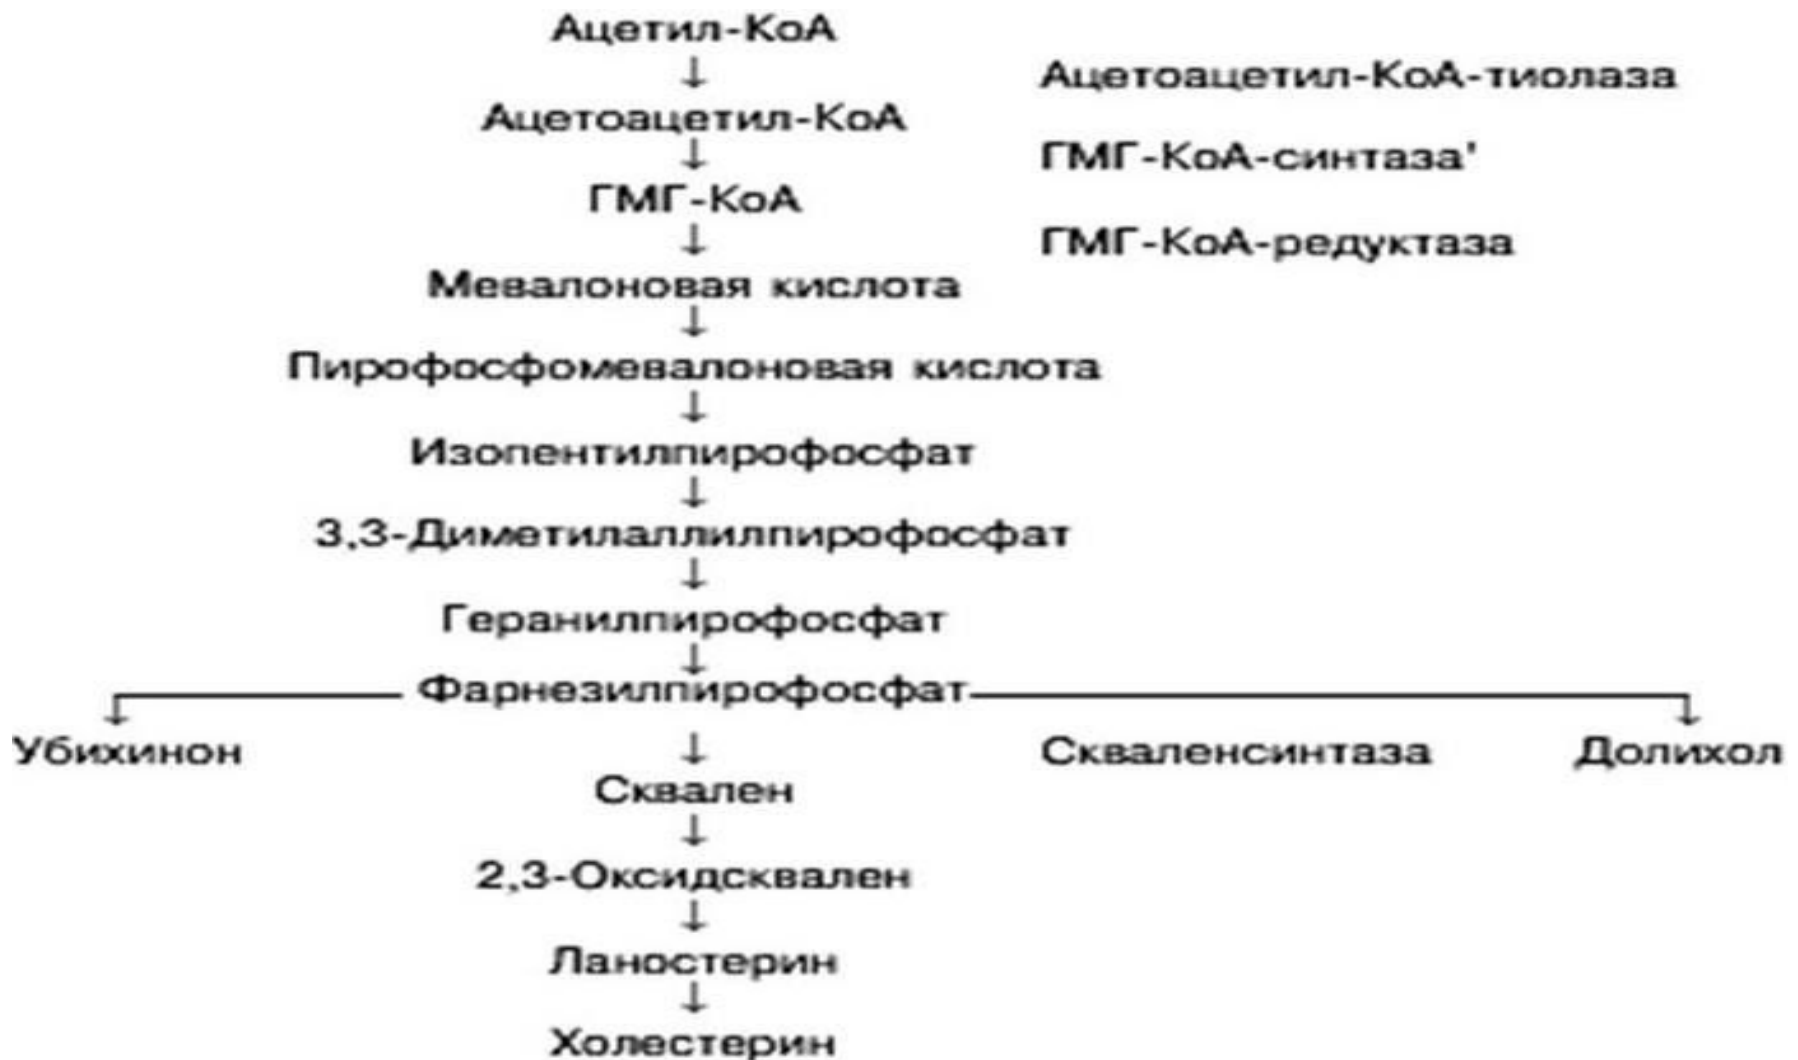 Ацетил-КоА
Ацетоацетил-КоА-тиолаза
Ацетоацетил-КоА
ГМГ-КоА-синтаза'
ГМГ-КоА
ГМГ-КоА-редуктаза
Мевалоновая кислота
Пирофосфомевалоновая кислота
Изопентилпирофосфат
3,3-Диметилаллилпирофосфат
Геранилпирофосфат
Фарнезилпирофосфат
Убихинон
Скваленсинтаза
Долихол
Сквален
2,3-Оксидсквален
Ланостерин
Холестерин